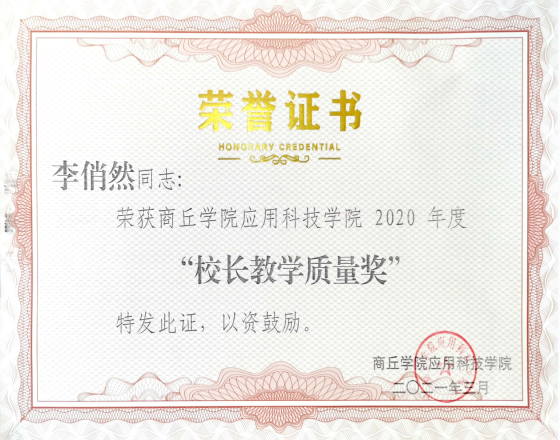 荣誉证书
HONORARY CREDENTIAL
李俏然同志:
荣获商丘学院应用科技学院 2020 年度
“校长教学质量奖”
特发此证，以资鼓励。
商丘学院应用科技学院
二〇二一年三月